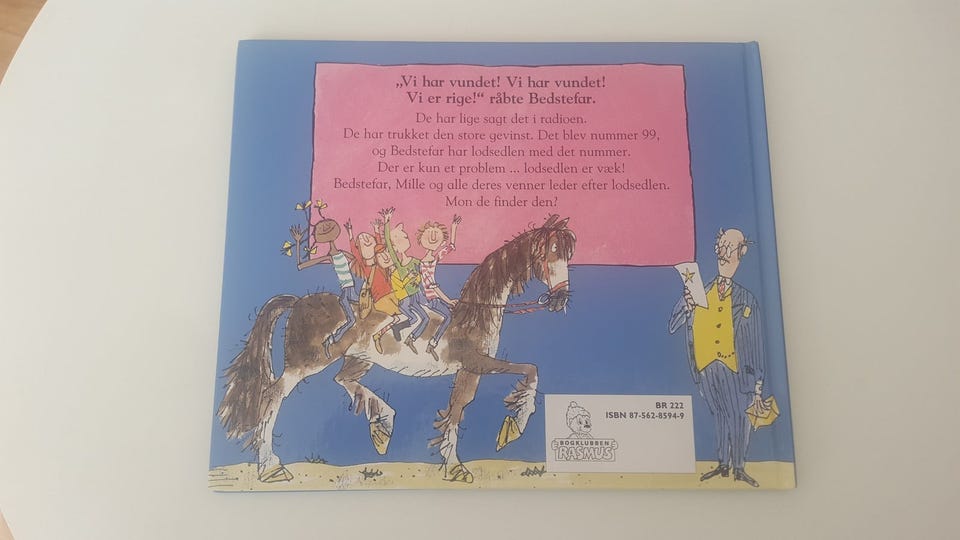 „Vi har vundet! Vi har vundet!
Vi er rige!“ råbte Bedstefar.
De har lige sagt det i radioen.
De har trukket den store gevinst. Det blev nummer 99,
og Bedstefar har lodsedlen med det nummer.
Der er kun et problem ... lodsedlen er væk!
Bedstefar, Mille og alle deres venner leder efter lodsedlen.
Mon de finder den?
BR 222
ISBN 87-562-8594-9
BOGKLUBBEN
RASMUS